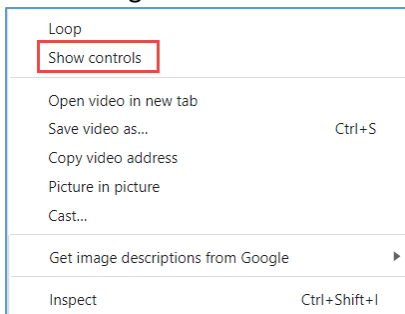 Loop
Show controls
Open video in new tab
Save video as... Ctrl+S
Copy video address
Picture in picture
Cast...
Get image descriptions from Google
Inspect Ctrl+Shift+I